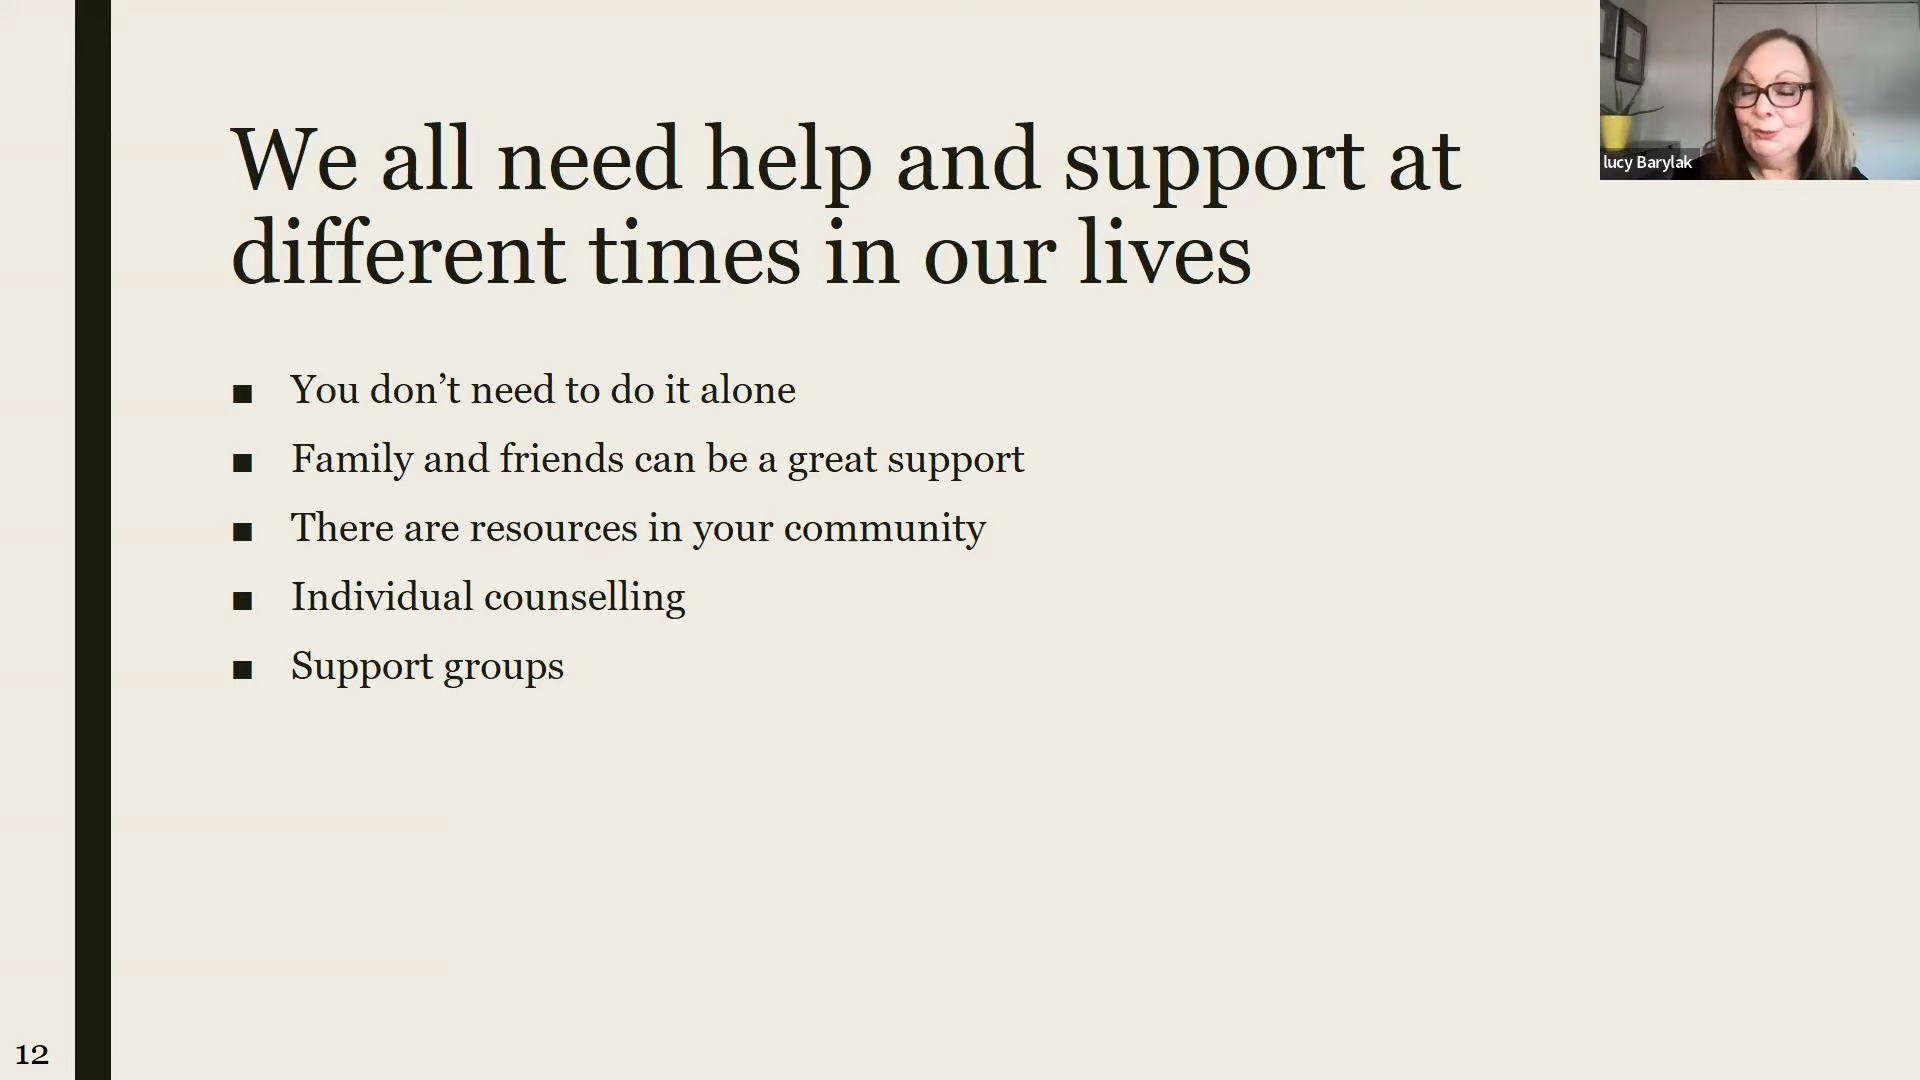 We all need help and support at
different times in our lives
■ You don’t need to do it alone
■ Family and friends can be a great support
■ There are resources in your community
■ Individual counselling
■ Support groups
lucy Barylak
12